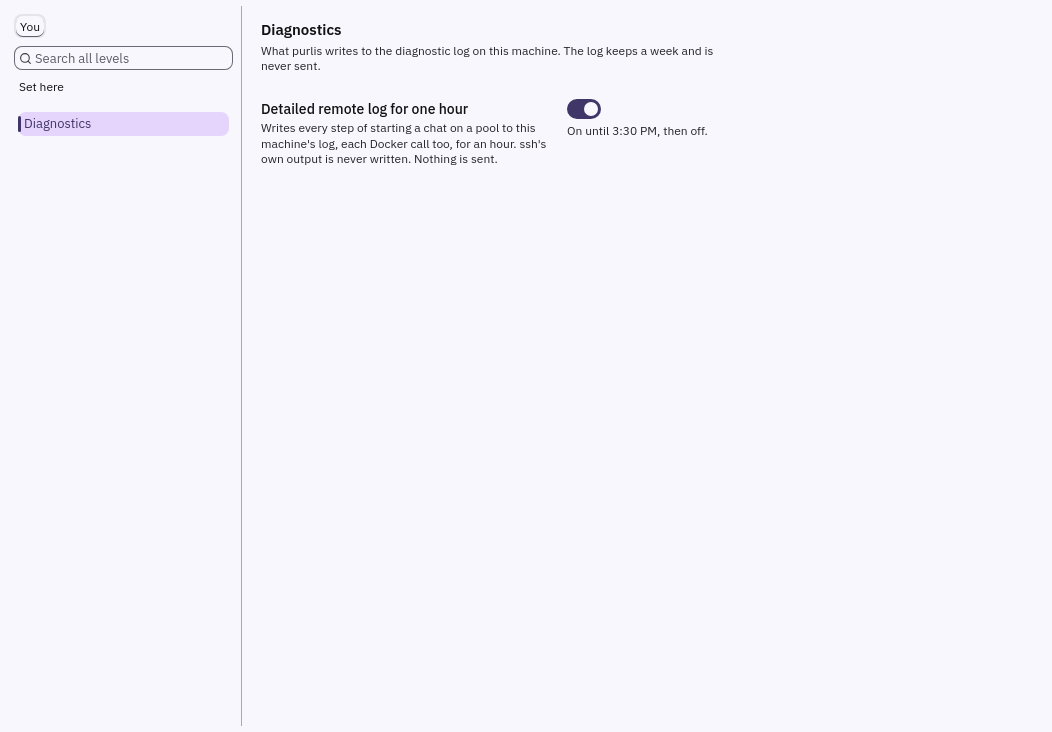 You
Search all levels
Set here
Diagnostics
Diagnostics
What purlis writes to the diagnostic log on this machine. The log keeps a week and is
never sent.
Detailed remote log for one hour
Writes every step of starting a chat on a pool to this
machine's log, each Docker call too, for an hour. ssh's
own output is never written. Nothing is sent.
On until 3:30 PM, then off.